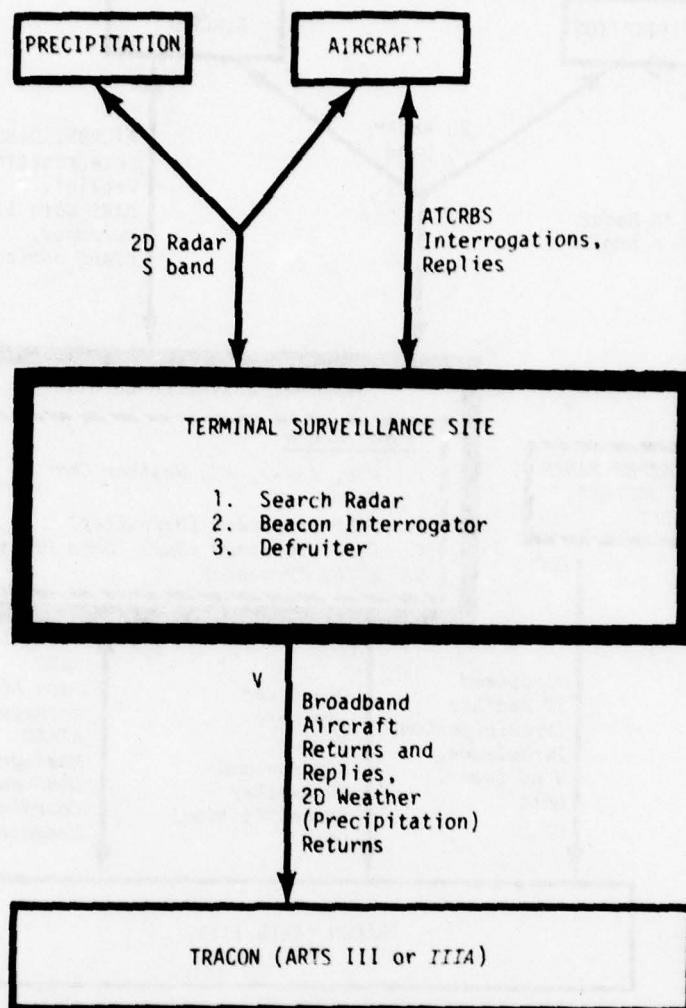 PRECIPITATION
AIRCRAFT
2D Radar
S band
ATCRBS
Interrogations,
Replies
TERMINAL SURVEILLANCE SITE
1. Search Radar
2. Beacon Interrogator
3. Defruiter
V
Broadband
Aircraft
Returns and
Replies,
2D Weather
(Precipitation)
Returns
TRACON (ARTS III or IIIA)